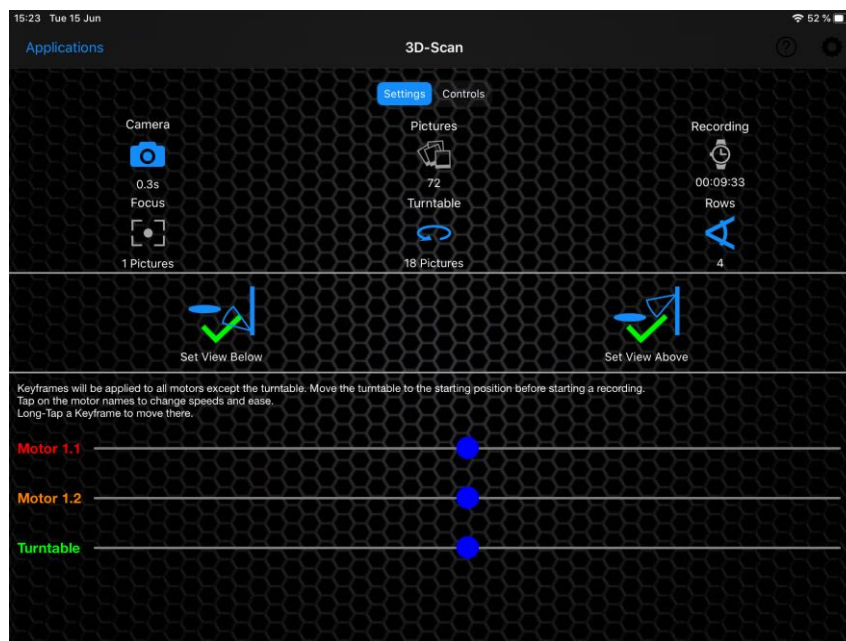 15:23 Tue 15 Jun
52 %
Applications
3D-Scan
?
Settings Controls
Camera Pictures Recording
0.3s 72 00:09:33
Focus Turntable Rows
1 Pictures 18 Pictures 4
Set View Below Set View Above
Keyframes will be applied to all motors except the turntable. Move the turntable to the starting position before starting a recording.
Tap on the motor names to change speeds and ease.
Long-Tap a Keyframe to move there.
Motor 1.1
Motor 1.2
Turntable